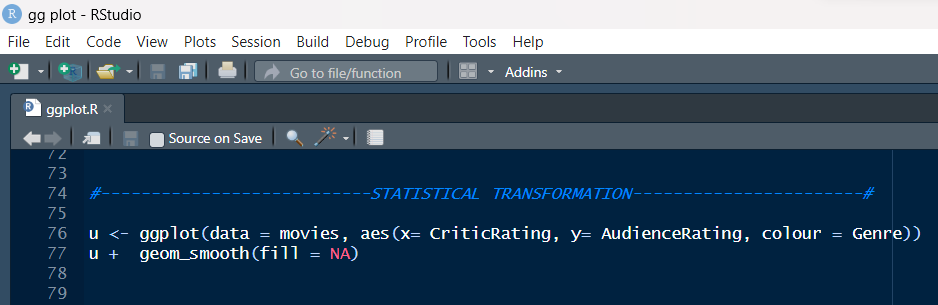 R gg plot - RStudio
File Edit Code View Plots Session Build Debug Profile Tools Help
R Go to file/function Addins
R ggplot.R ×
Source on Save
72
73
74 #---------------------------STATISTICAL TRANSFORMATION-----------------------#
75
76 u <- ggplot(data = movies, aes(x= CriticRating, y= AudienceRating, colour = Genre))
77 u +  geom_smooth(fill = NA)
78
79